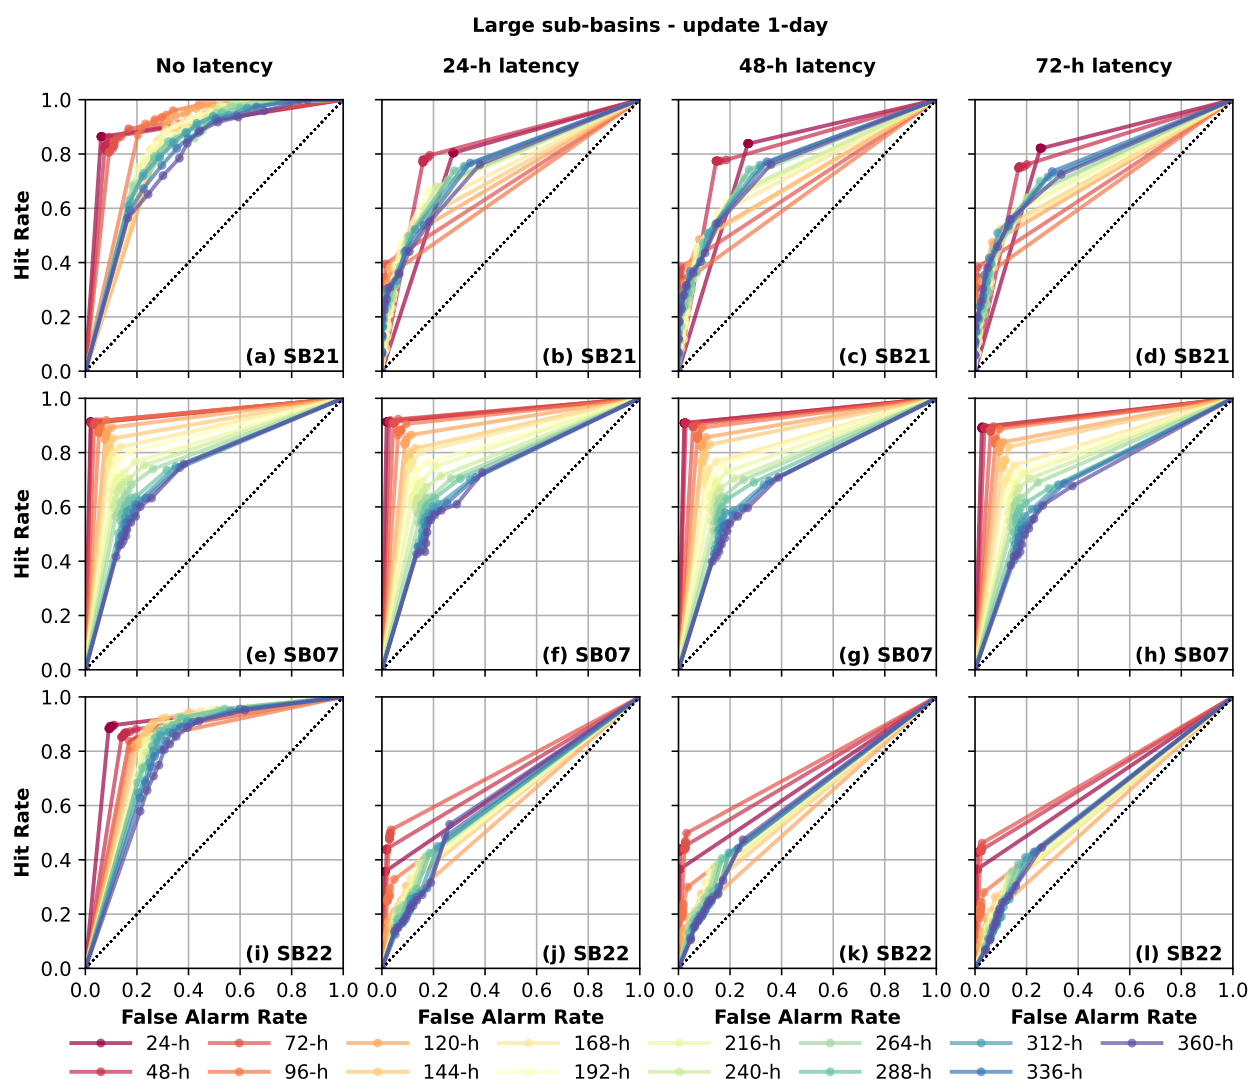 Large sub-basins - update 1-day
No latency 24-h latency 48-h latency 72-h latency
1.0
0.8
0.6
0.4
0.2
0.0
Hit Rate
(a) SB21 (b) SB21 (c) SB21 (d) SB21
1.0
0.8
0.6
0.4
0.2
0.0
Hit Rate
(e) SB07 (f) SB07 (g) SB07 (h) SB07
1.0
0.8
0.6
0.4
0.2
0.0
Hit Rate
(i) SB22 (j) SB22 (k) SB22 (l) SB22
0.0 0.2 0.4 0.6 0.8 1.0 0.0 0.2 0.4 0.6 0.8 1.0 0.0 0.2 0.4 0.6 0.8 1.0 0.0 0.2 0.4 0.6 0.8 1.0
False Alarm Rate False Alarm Rate False Alarm Rate False Alarm Rate
24-h 72-h 120-h 168-h 216-h 264-h 312-h 360-h
48-h 96-h 144-h 192-h 240-h 288-h 336-h